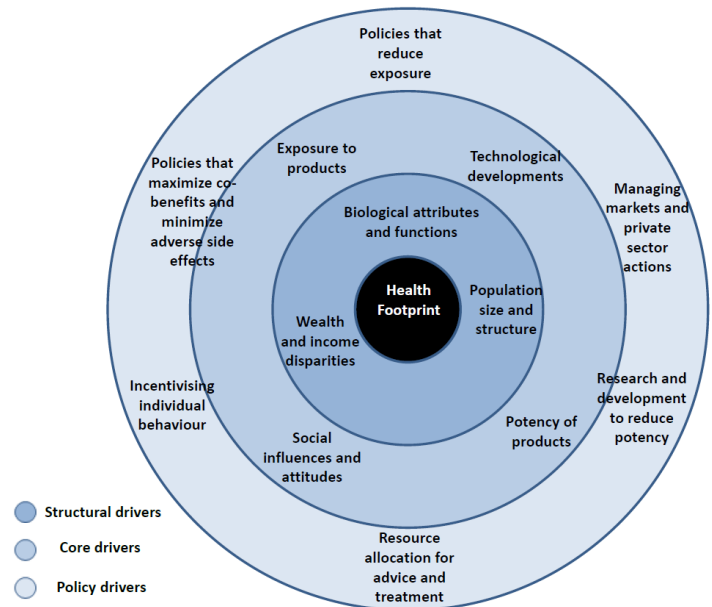 Policies that
reduce
exposure
Exposure to
products
Technological
developments
Policies that
maximize co-
benefits and
minimize
adverse side
effects
Managing
markets and
private
sector
actions
Biological attributes
and functions
Health
Footprint
Population
size and
structure
Wealth
and income
disparities
Incentivising
individual
behaviour
Research and
development
to reduce
potency
Potency of
products
Social
influences and
attitudes
Resource
allocation for
advice and
treatment
Structural drivers
Core drivers
Policy drivers